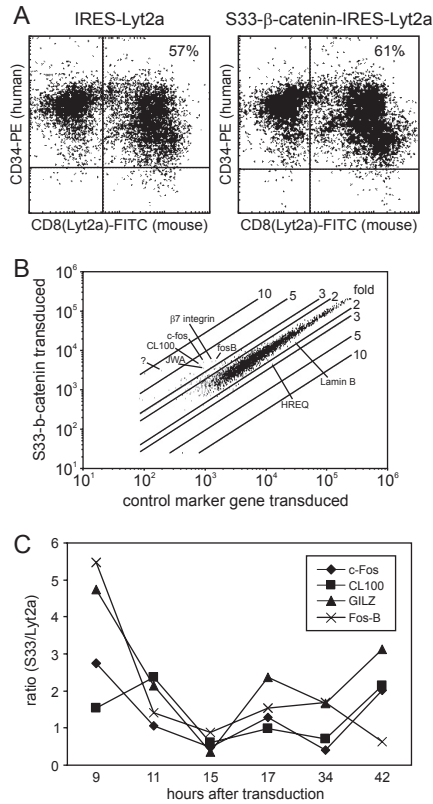 A
IRES-Lyt2a
S33-β-catenin-IRES-Lyt2a
57%
61%
CD34-PE (human)
CD34-PE (human)
CD8(Lyt2a)-FITC (mouse)
CD8(Lyt2a)-FITC (mouse)
B
S33-b-catenin transduced
10⁶
10⁵
10⁴
10³
10²
10¹
10 5 3 2 fold
2
3
5
10
β7 integrin
c-fos
CL100
fosB
?
JWA
Lamin B
HREQ
10¹ 10² 10³ 10⁴ 10⁵ 10⁶
control marker gene transduced
C
ratio (S33/Lyt2a)
6
5
4
3
2
1
0
c-Fos
CL100
GILZ
Fos-B
9 11 15 17 34 42
hours after transduction